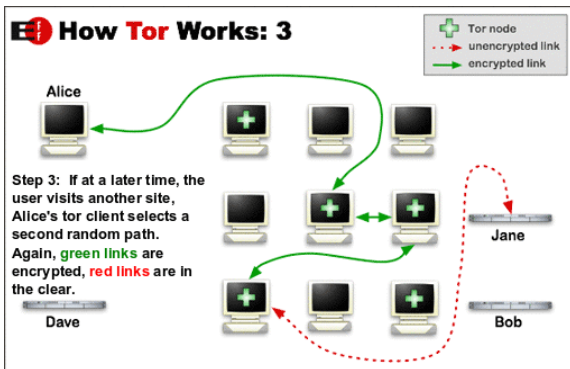 EFF How Tor Works: 3
Tor node
unencrypted link
encrypted link
Alice
Step 3: If at a later time, the
user visits another site,
Alice's tor client selects a
second random path.
Again, green links are
encrypted, red links are in
the clear.
Jane
Dave
Bob